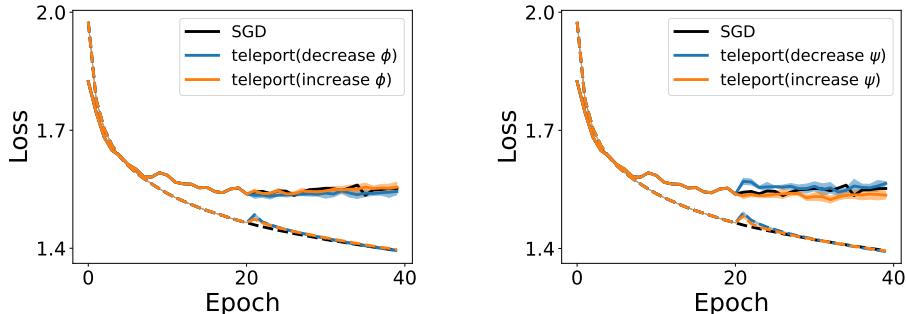 2.0
1.7
1.4
Loss
SGD
teleport(decrease ϕ)
teleport(increase ϕ)
0
20
40
Epoch
2.0
1.7
1.4
Loss
SGD
teleport(decrease ψ)
teleport(increase ψ)
0
20
40
Epoch